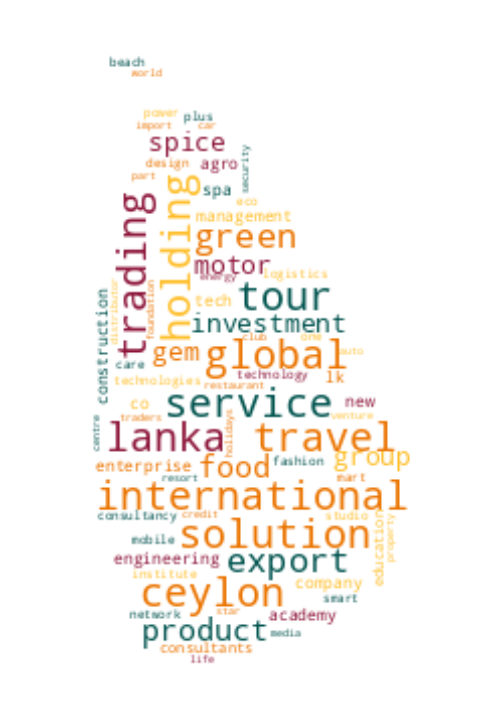 beach
world
power
plus
import
car
spice
design
agro
part
security
spa
trading
holding
eco
management
green
motor
energy
logistics
construction
distributor
foundation
tech
tour
investment
club
one
gem
global
auto
care
technology
lk
technologies
restaurant
service
new
co
traders
venture
centre
holidays
lanka
travel
group
enterprise
food
fashion
resort
mart
international
consultancy
credit
studio
education
property
solution
mobile
engineering
export
institute
company
ceylon
smart
network
star
academy
product
media
consultants
life